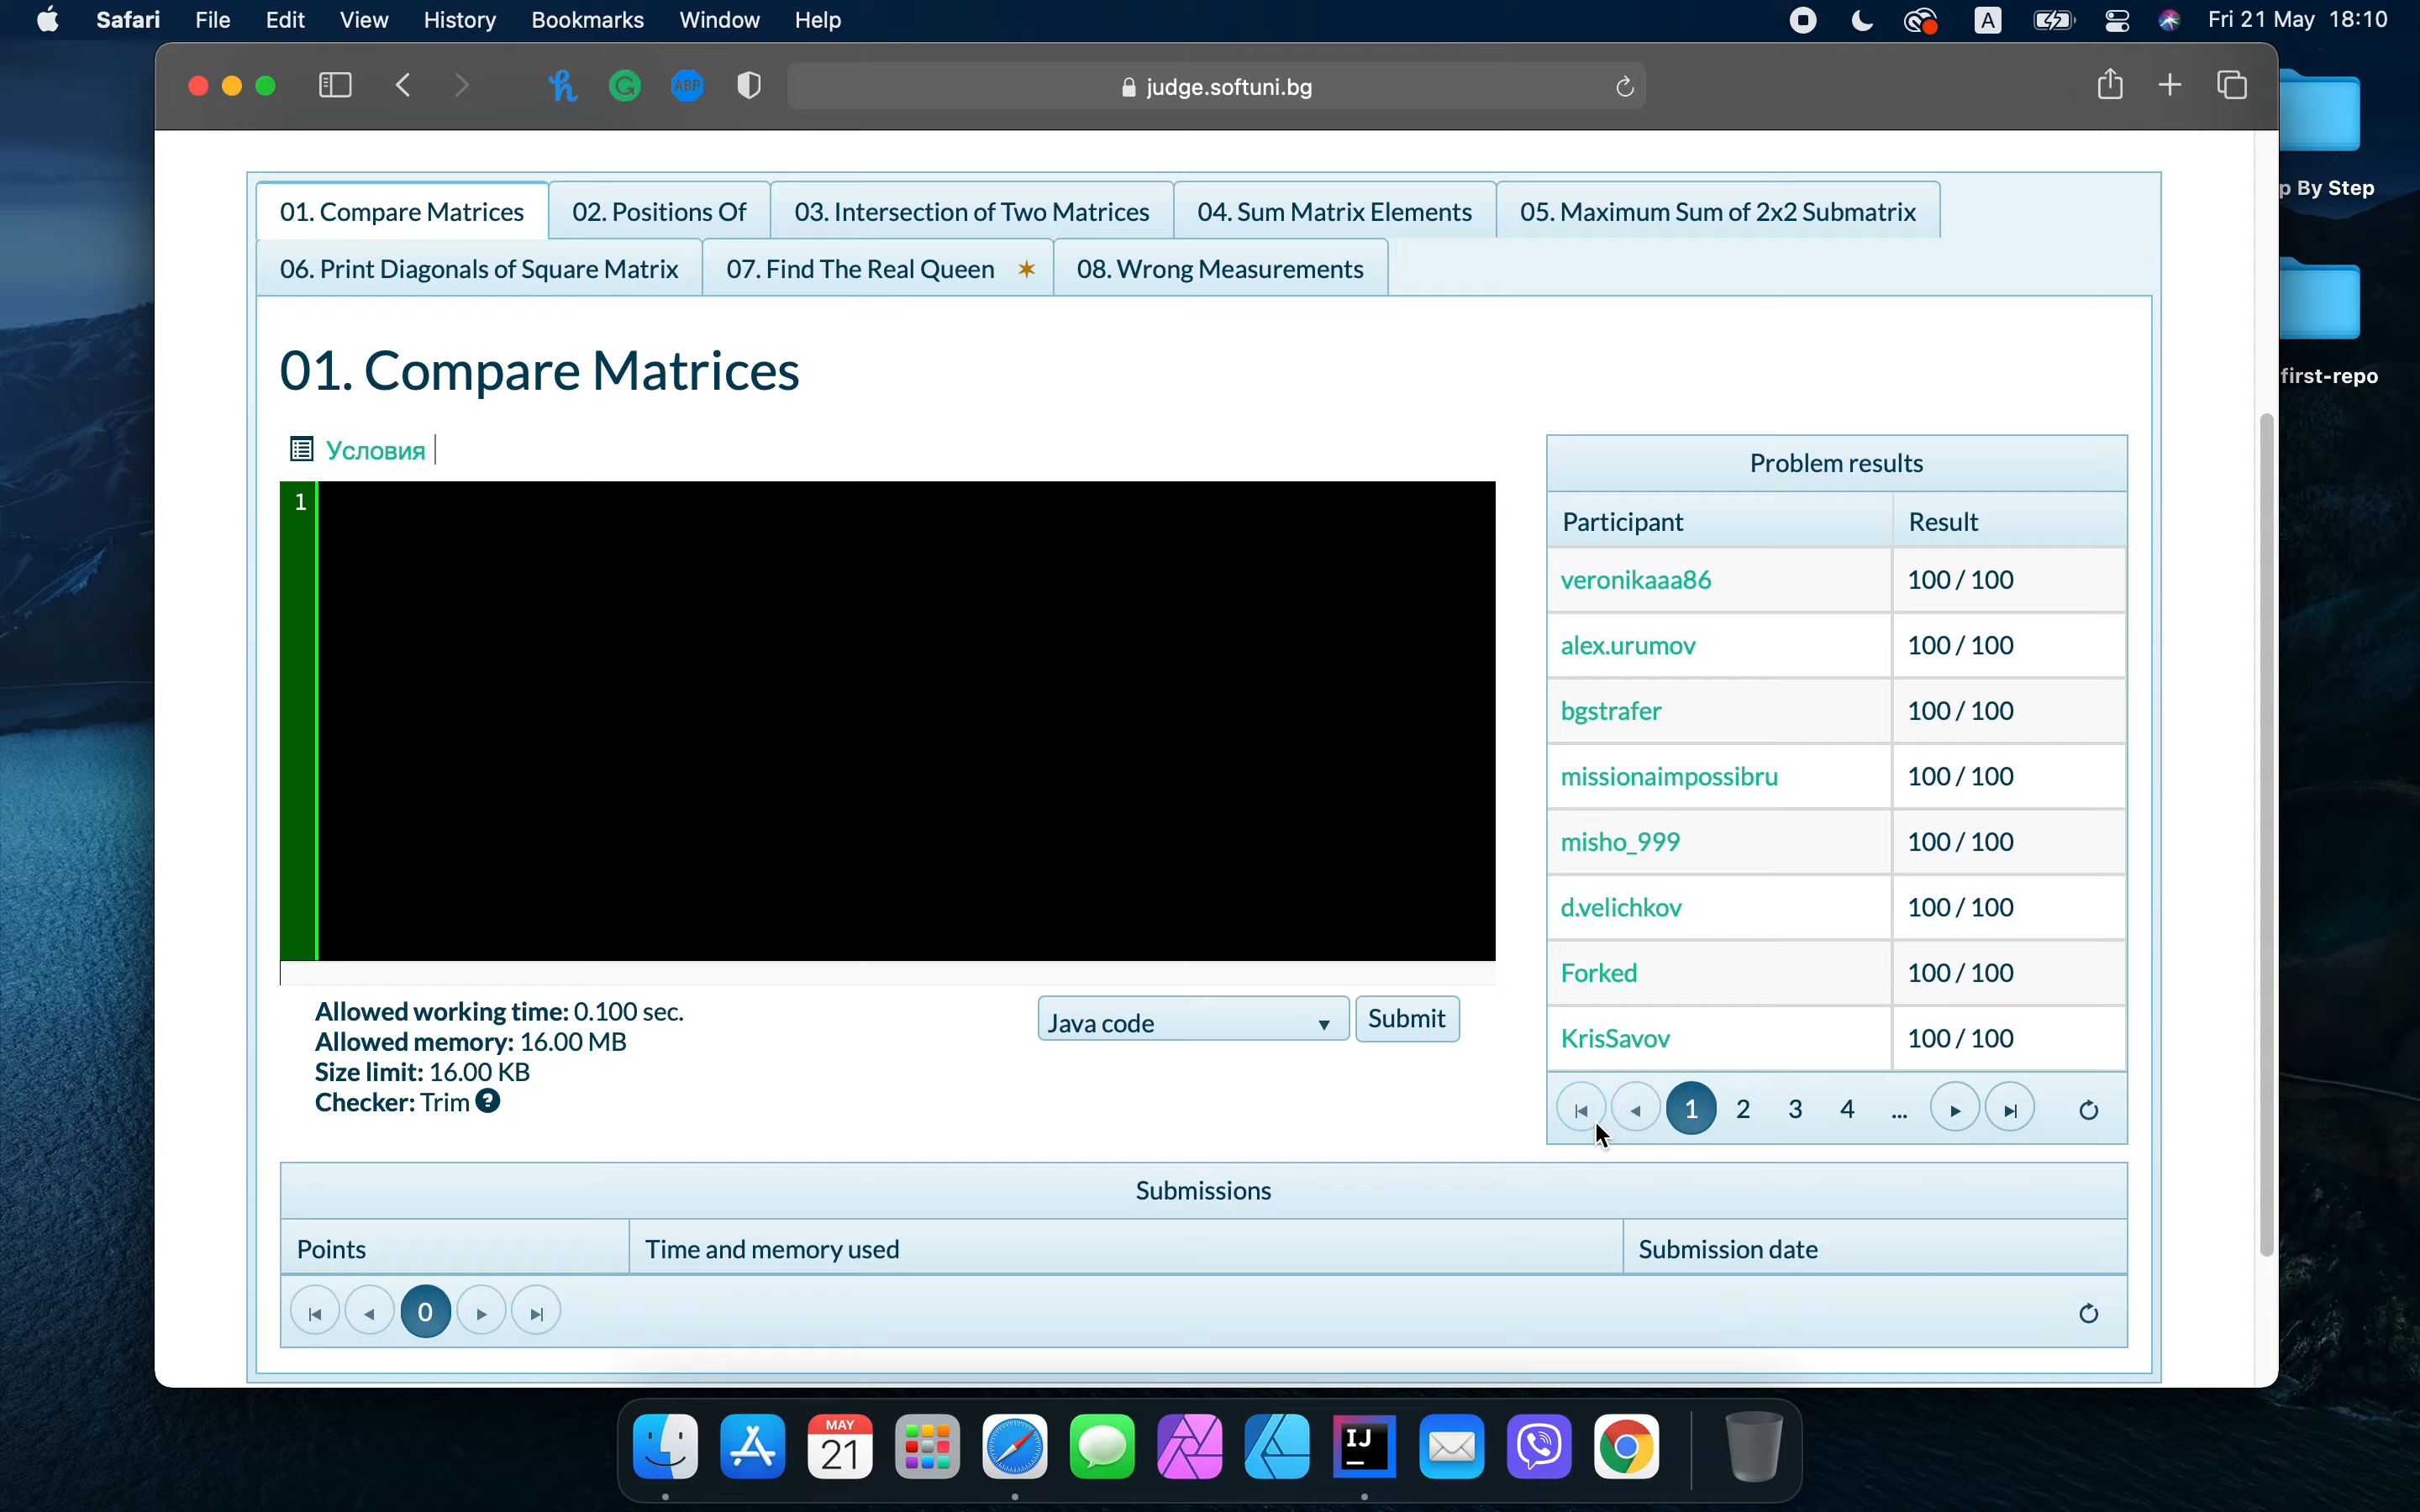 Safari File Edit View History Bookmarks Window Help A Fri 21 May 18:10
ABP judge.softuni.bg
p By Step
first-repo
01. Compare Matrices 02. Positions Of 03. Intersection of Two Matrices 04. Sum Matrix Elements 05. Maximum Sum of 2x2 Submatrix
06. Print Diagonals of Square Matrix 07. Find The Real Queen 08. Wrong Measurements
01. Compare Matrices
Условия
1
Allowed working time: 0.100 sec.
Allowed memory: 16.00 MB
Size limit: 16.00 KB
Checker: Trim ?
Java code Submit
Problem results
Participant Result
veronikaaa86 100 / 100
alex.urumov 100 / 100
bgstrafer 100 / 100
missionaimpossibru 100 / 100
misho_999 100 / 100
d.velichkov 100 / 100
Forked 100 / 100
KrisSavov 100 / 100
1 2 3 4 ...
Submissions
Points Time and memory used Submission date
0
MAY
21
IJ